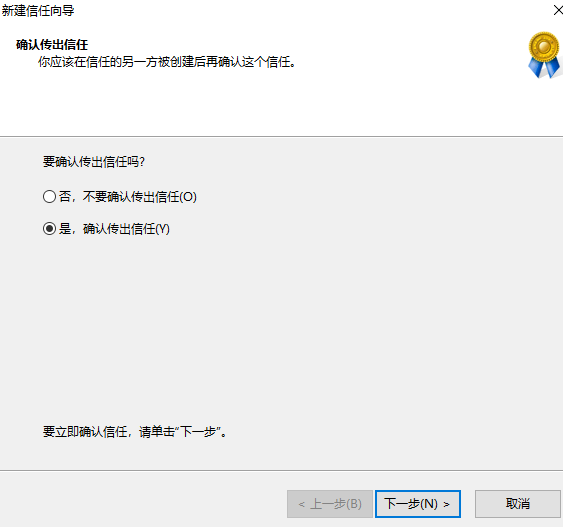 新建信任向导
确认传出信任
你应该在信任的另一方被创建后再确认这个信任。
要确认传出信任吗?
否，不要确认传出信任(O)
是，确认传出信任(Y)
要立即确认信任，请单击“下一步”。
< 上一步(B) 下一步(N) > 取消